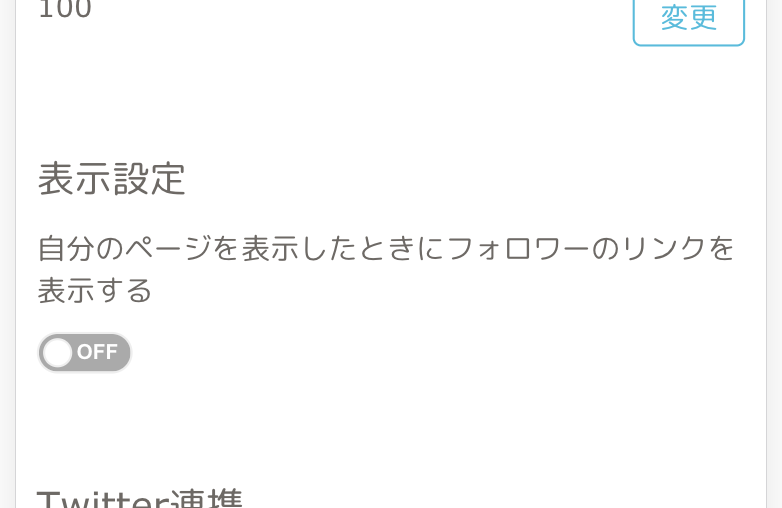 100
変更
表示設定
自分のページを表示したときにフォロワーのリンクを
表示する
OFF
Twitter連携